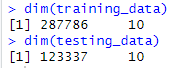 > dim(training_data)
[1] 287786     10
> dim(testing_data)
[1] 123337     10